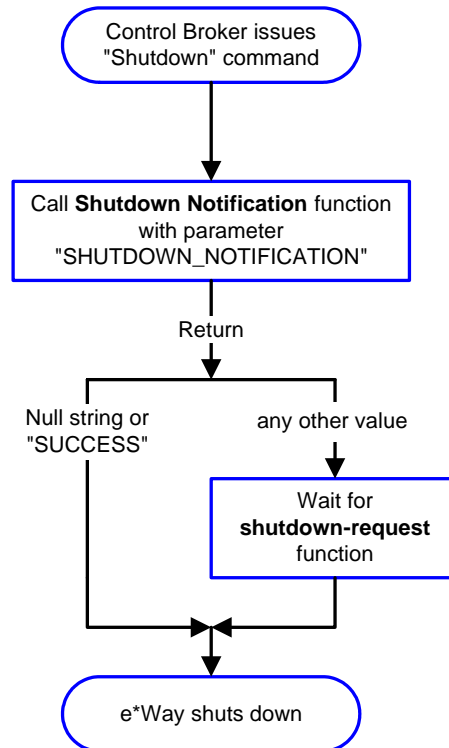 Control Broker issues
"Shutdown" command
Call Shutdown Notification function
with parameter
"SHUTDOWN_NOTIFICATION"
Return
Null string or
"SUCCESS"
any other value
Wait for
shutdown-request
function
e*Way shuts down